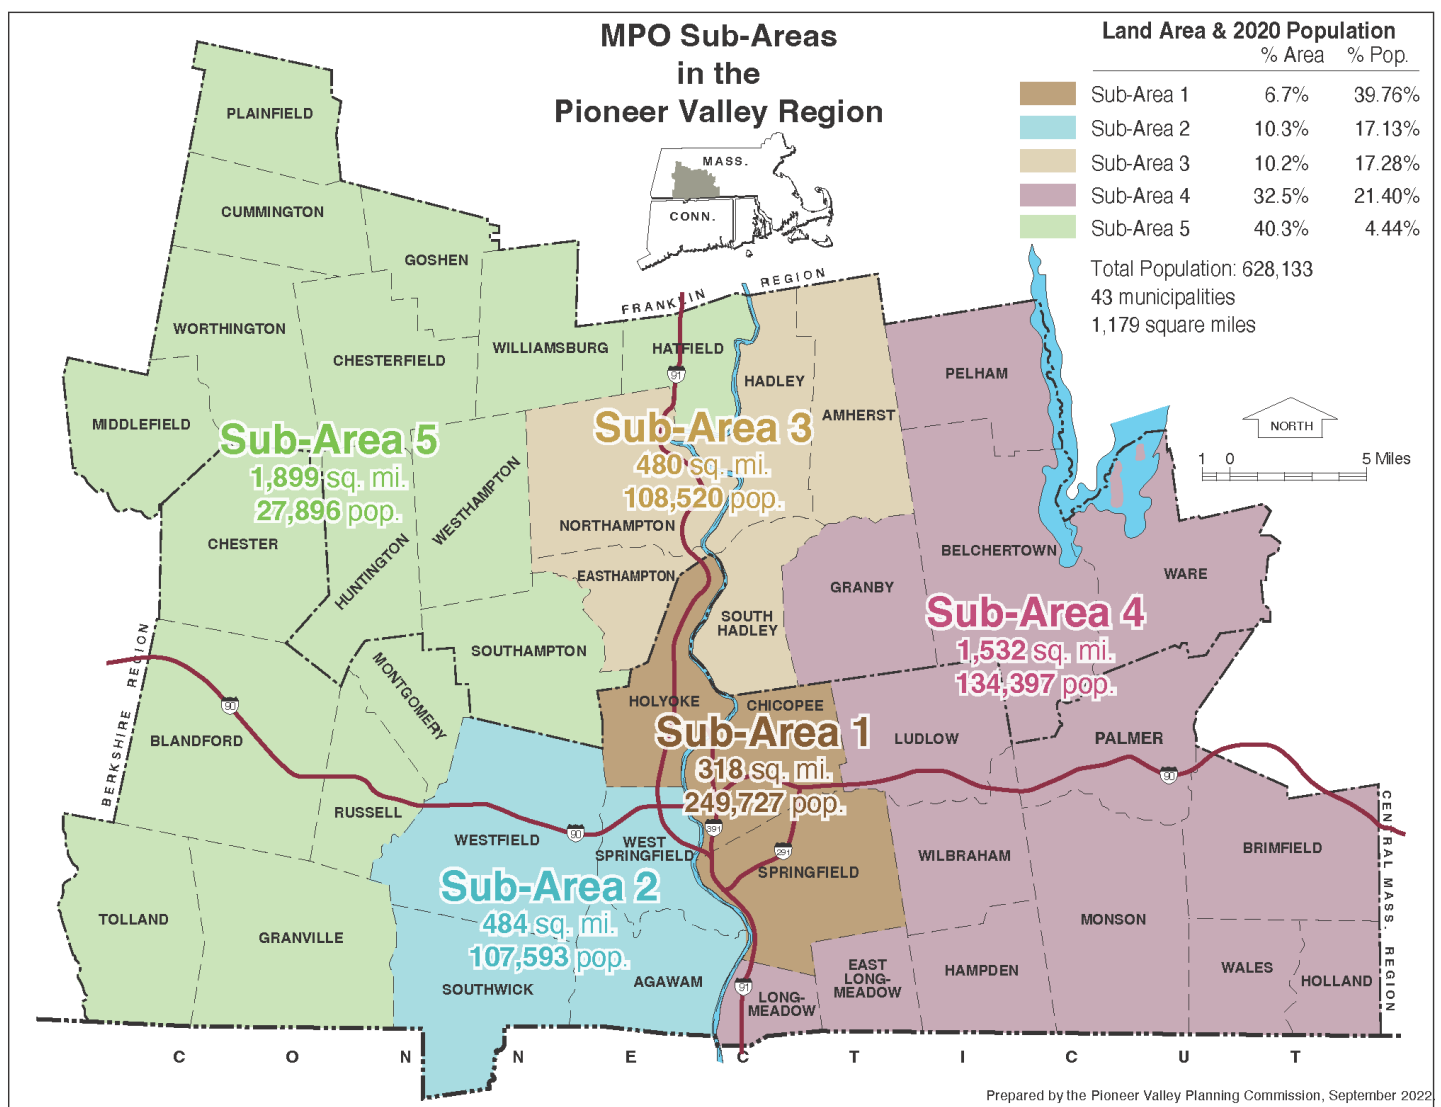 MPO Sub-Areas
in the
Pioneer Valley Region
Land Area & 2020 Population
% Area % Pop.
Sub-Area 1 6.7% 39.76%
Sub-Area 2 10.3% 17.13%
Sub-Area 3 10.2% 17.28%
Sub-Area 4 32.5% 21.40%
Sub-Area 5 40.3% 4.44%
Total Population: 628,133
43 municipalities
1,179 square miles
MASS.
CONN.
NORTH
1 0 5 Miles
FRANKLIN REGION
BERKSHIRE REGION
CENTRAL MASS. REGION
PLAINFIELD
CUMMINGTON
GOSHEN
WORTHINGTON
CHESTERFIELD
WILLIAMSBURG
HATFIELD
91
HADLEY
AMHERST
PELHAM
MIDDLEFIELD
Sub-Area 5
1,899 sq. mi.
27,896 pop.
Sub-Area 3
480 sq. mi.
108,520 pop.
CHESTER
HUNTINGTON
WESTHAMPTON
NORTHAMPTON
EASTHAMPTON
SOUTH
HADLEY
GRANBY
BELCHERTOWN
WARE
Sub-Area 4
1,532 sq. mi.
134,397 pop.
SOUTHAMPTON
MONTGOMERY
HOLYOKE
CHICOPEE
90
BLANDFORD
Sub-Area 1
318 sq. mi.
249,727 pop.
LUDLOW
PALMER
90
RUSSELL
WESTFIELD
90
WEST
SPRINGFIELD
391
291
SPRINGFIELD
WILBRAHAM
BRIMFIELD
Sub-Area 2
484 sq. mi.
107,593 pop.
TOLLAND
GRANVILLE
SOUTHWICK
AGAWAM
91
LONG-
MEADOW
EAST
LONG-
MEADOW
HAMPDEN
MONSON
WALES
HOLLAND
CONNECTICUT
Prepared by the Pioneer Valley Planning Commission, September 2022.